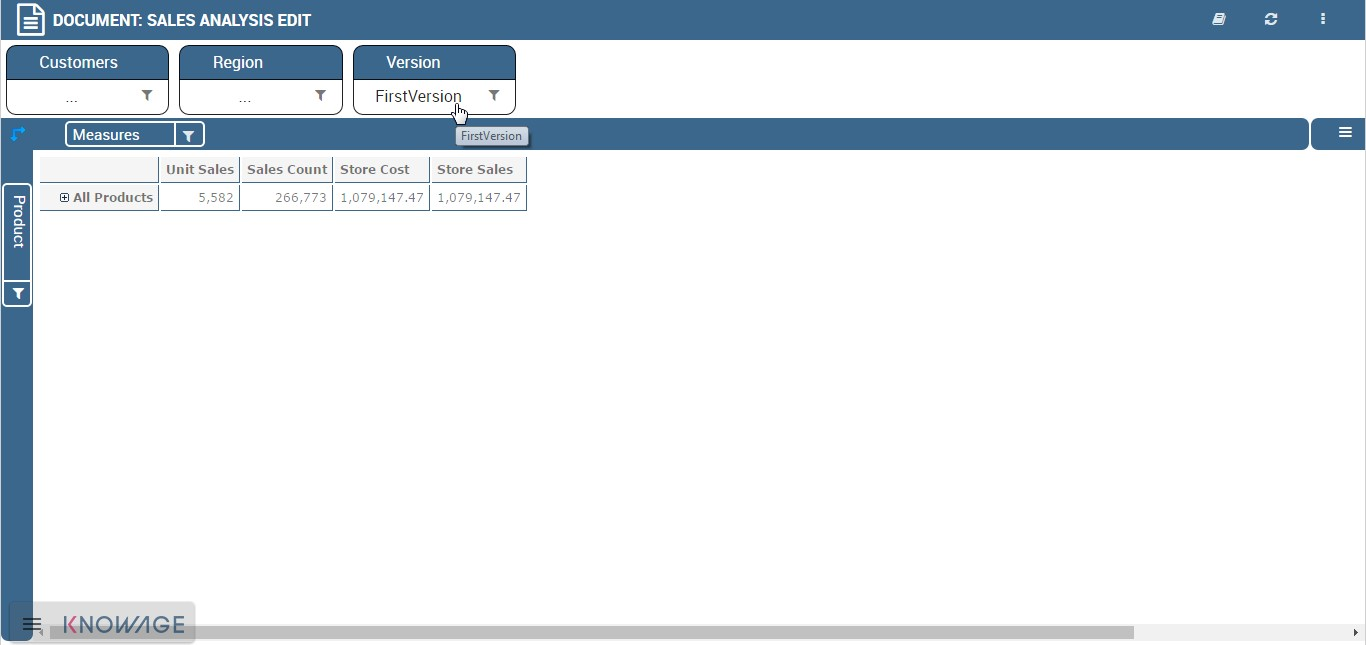 DOCUMENT: SALES ANALYSIS EDIT
Customers Region Version
... ... FirstVersion
Measures
FirstVersion
Unit Sales Sales Count Store Cost Store Sales
All Products 5,582 266,773 1,079,147.47 1,079,147.47
Product
KNOWAGE